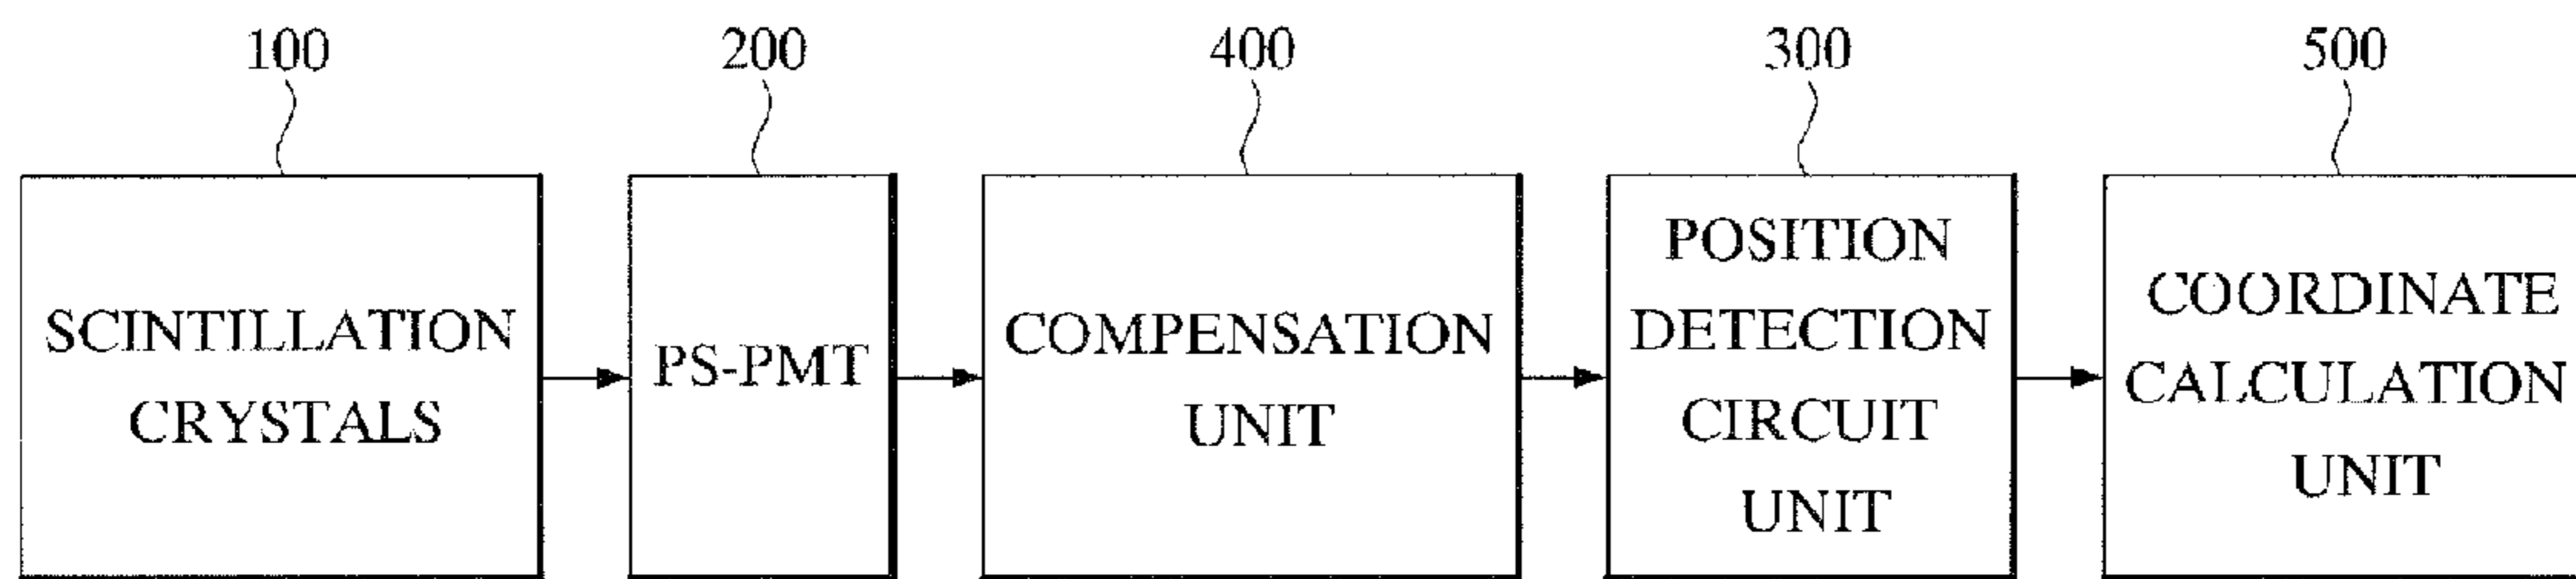 100
200
400
300
500
SCINTILLATION
CRYSTALS
PS-PMT
COMPENSATION
UNIT
POSITION
DETECTION
CIRCUIT
UNIT
COORDINATE
CALCULATION
UNIT